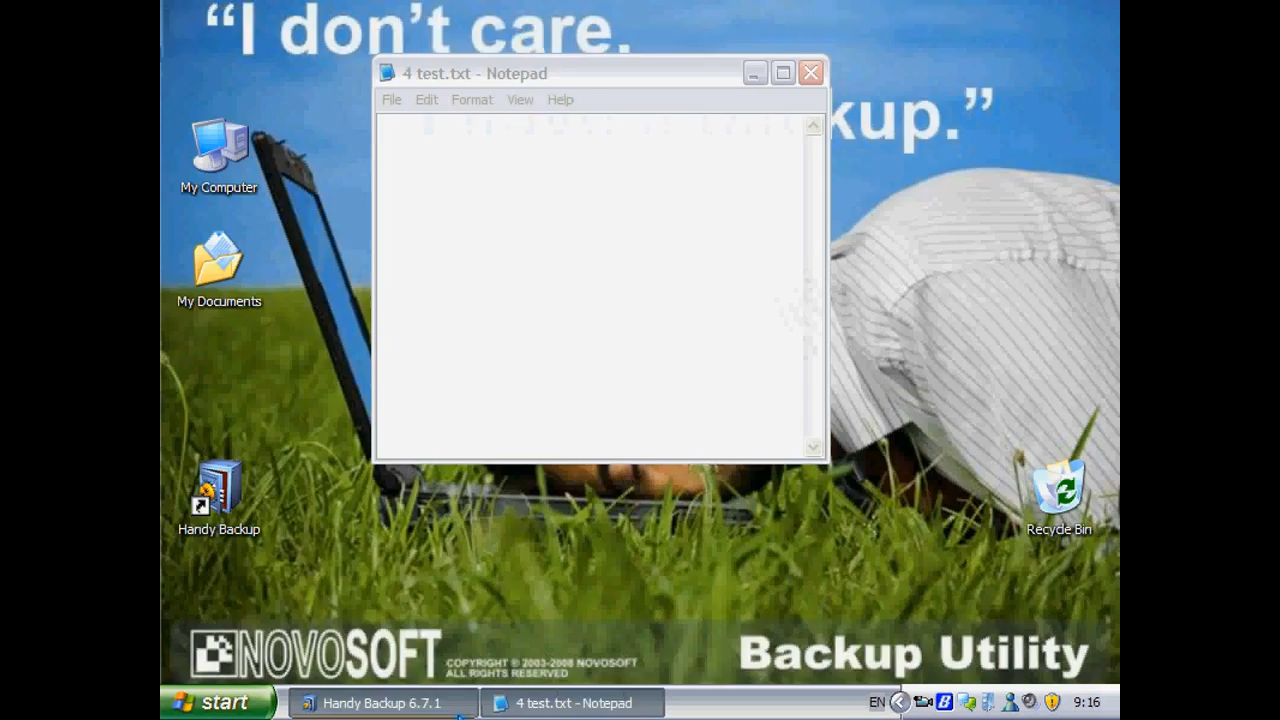 “I don’t care.
kup.”
4 test.txt - Notepad
File Edit Format View Help
My Computer
My Documents
Handy Backup
Recycle Bin
NOVOSOFT
COPYRIGHT © 2003-2008 NOVOSOFT
ALL RIGHTS RESERVED
Backup Utility
start
Handy Backup 6.7.1
4 test.txt - Notepad
EN
9:16